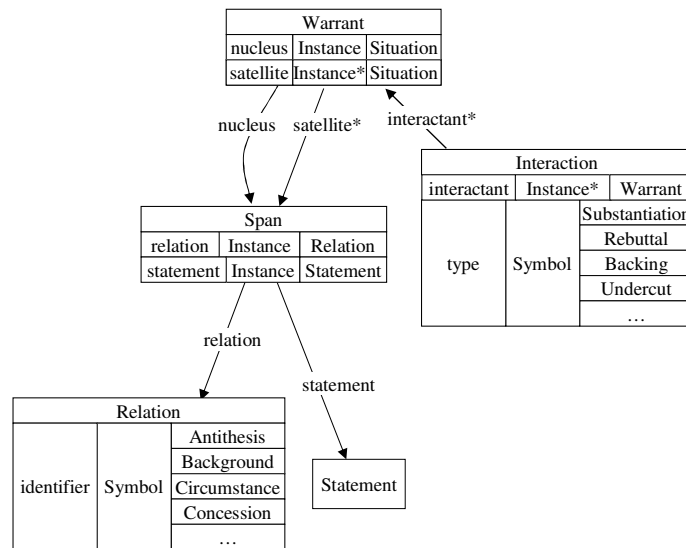 Warrant
nucleus Instance Situation
satellite Instance* Situation
nucleus satellite* interactant*
Interaction
interactant Instance* Warrant
type Symbol Substantiation
Rebuttal
Backing
Undercut
…
Span
relation Instance Relation
statement Instance Statement
relation
statement
Relation
identifier Symbol Antithesis
Background
Circumstance
Concession
…
Statement